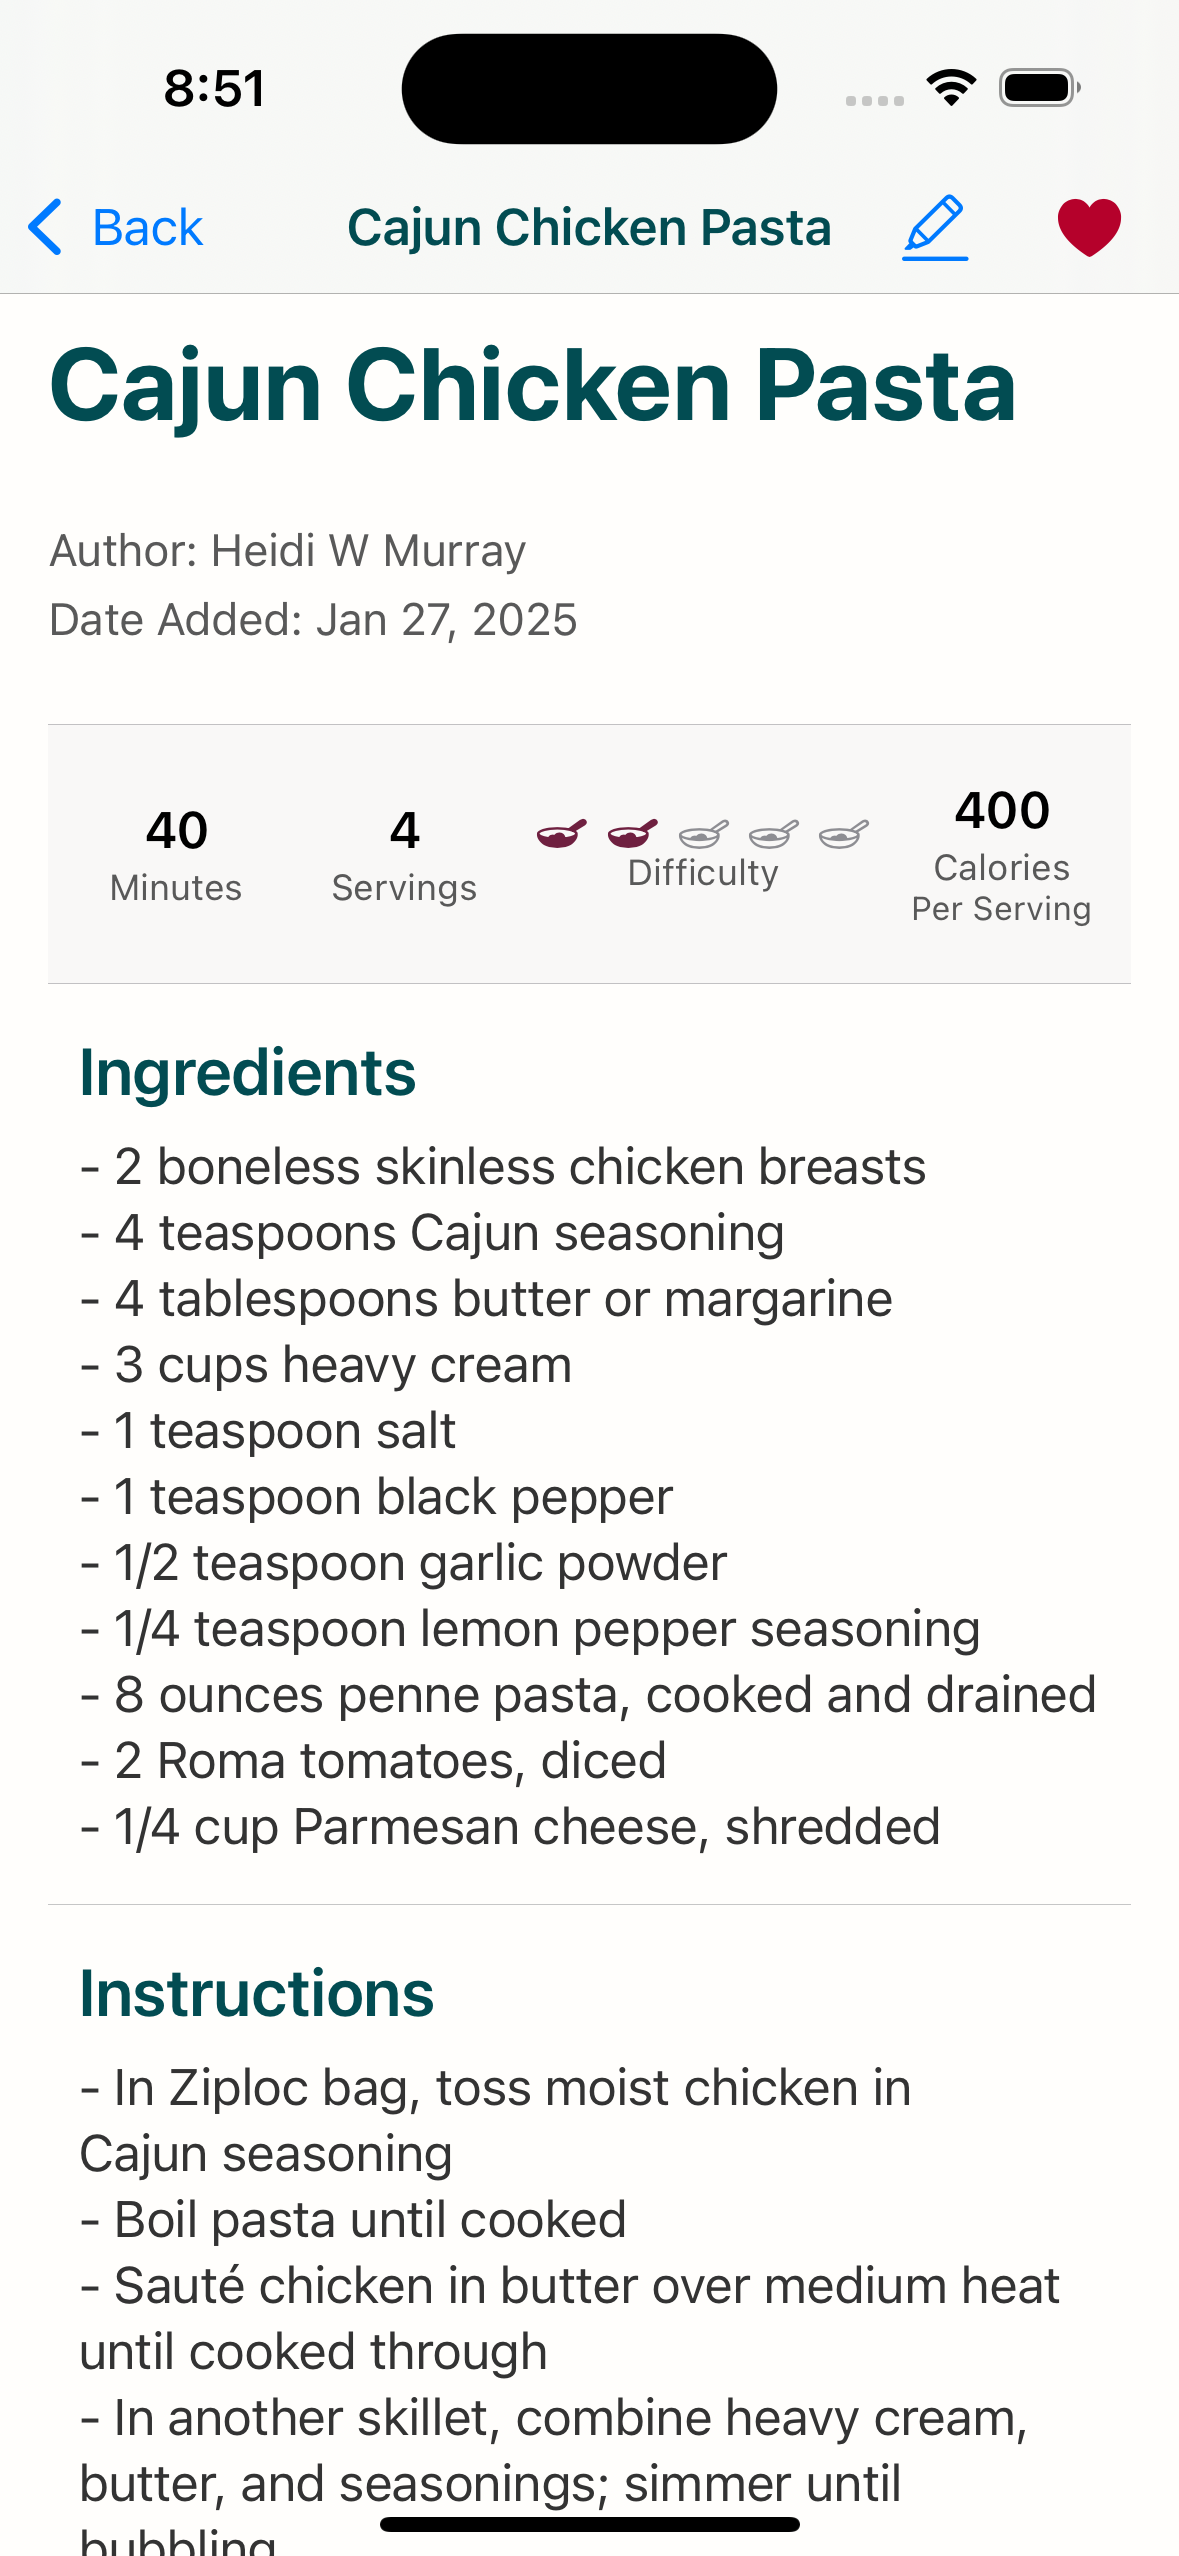 8:51
Back
Cajun Chicken Pasta
Cajun Chicken Pasta
Author: Heidi W Murray
Date Added: Jan 27, 2025
40
Minutes
4
Servings
Difficulty
400
Calories
Per Serving
Ingredients
- 2 boneless skinless chicken breasts
- 4 teaspoons Cajun seasoning
- 4 tablespoons butter or margarine
- 3 cups heavy cream
- 1 teaspoon salt
- 1 teaspoon black pepper
- 1/2 teaspoon garlic powder
- 1/4 teaspoon lemon pepper seasoning
- 8 ounces penne pasta, cooked and drained
- 2 Roma tomatoes, diced
- 1/4 cup Parmesan cheese, shredded
Instructions
- In Ziploc bag, toss moist chicken in
Cajun seasoning
- Boil pasta until cooked
- Sauté chicken in butter over medium heat
until cooked through
- In another skillet, combine heavy cream,
butter, and seasonings; simmer until
bubbling